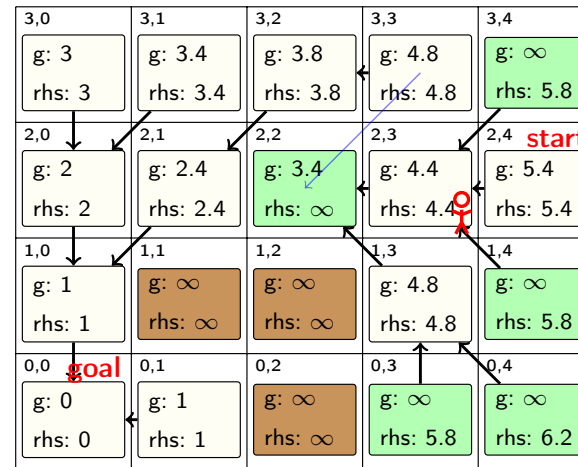 3,0 3,1 3,2 3,3 3,4
g: 3 g: 3.4 g: 3.8 g: 4.8 g: ∞
rhs: 3 rhs: 3.4 rhs: 3.8 rhs: 4.8 rhs: 5.8
2,0 2,1 2,2 2,3 2,4
start
g: 2 g: 2.4 g: 3.4 g: 4.4 g: 5.4
rhs: 2 rhs: 2.4 rhs: ∞ rhs: 4.4 rhs: 5.4
1,0 1,1 1,2 1,3 1,4
g: 1 g: ∞ g: ∞ g: 4.8 g: ∞
rhs: 1 rhs: ∞ rhs: ∞ rhs: 4.8 rhs: 5.8
0,0 0,1 0,2 0,3 0,4
goal
g: 0 g: 1 g: ∞ g: ∞ g: ∞
rhs: 0 rhs: 1 rhs: ∞ rhs: 5.8 rhs: 6.2